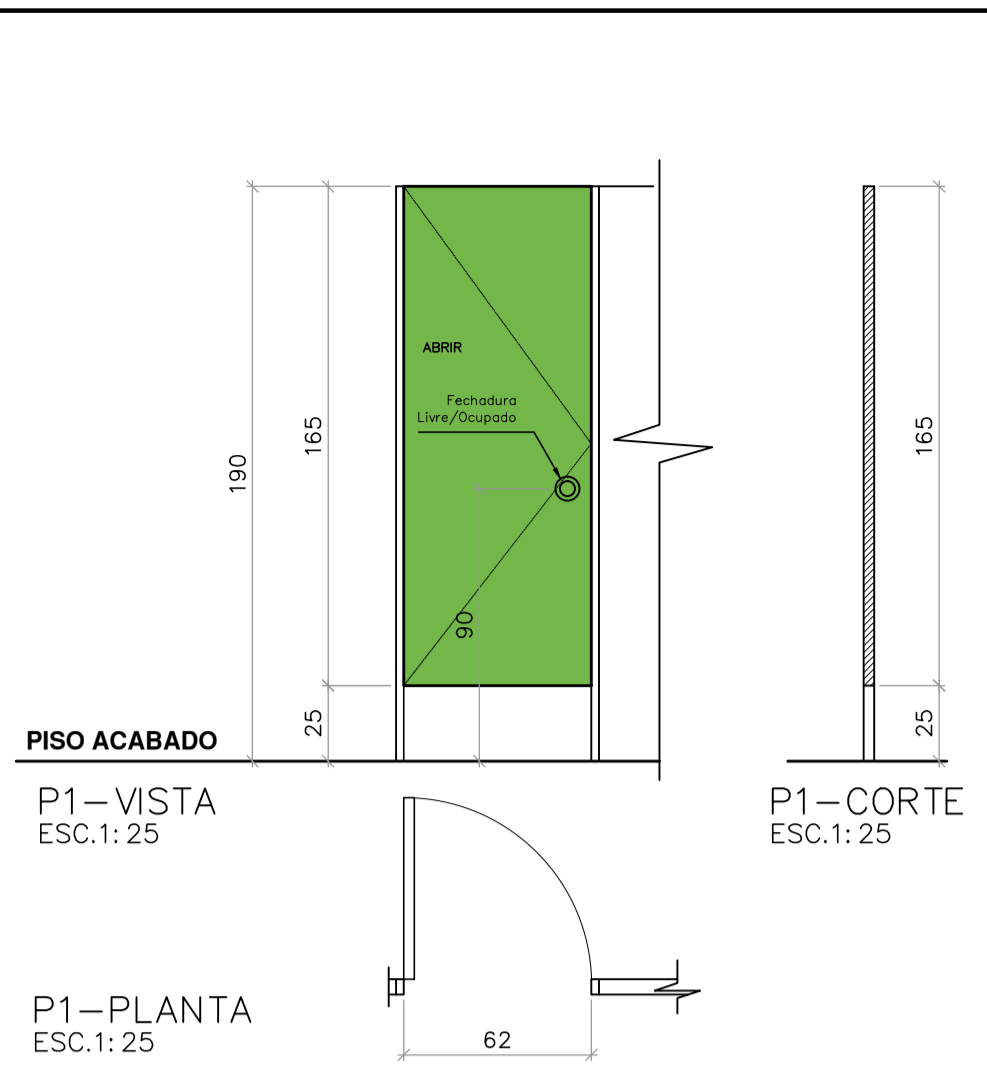 ABRIR
Fechadura
Livre/Ocupado
190
165
165
90
25
25
PISO ACABADO
P1-VISTA
ESC.1:25
P1-CORTE
ESC.1:25
P1-PLANTA
ESC.1:25
62